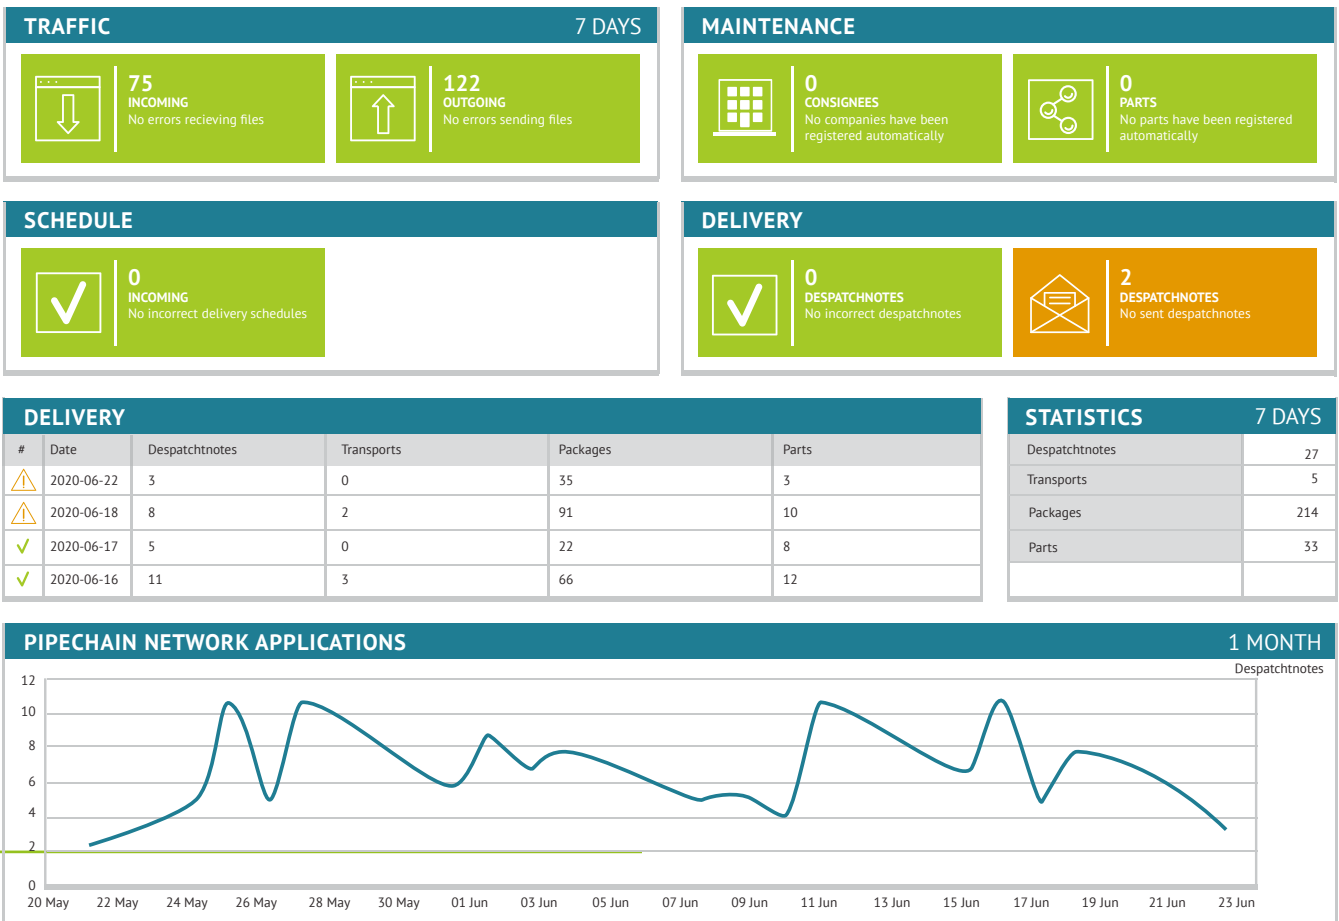 TRAFFIC 7 DAYS
75
INCOMING
No errors recieving files
122
OUTGOING
No errors sending files
MAINTENANCE
0
CONSIGNEES
No companies have been
registered automatically
0
PARTS
No parts have been registered
automatically
SCHEDULE
0
INCOMING
No incorrect delivery schedules
DELIVERY
0
DESPATCHNOTES
No incorrect despatchnotes
2
DESPATCHNOTES
No sent despatchnotes
DELIVERY
# Date Despatchtnotes Transports Packages Parts
2020-06-22 3 0 35 3
2020-06-18 8 2 91 10
2020-06-17 5 0 22 8
2020-06-16 11 3 66 12
STATISTICS 7 DAYS
Despatchtnotes 27
Transports 5
Packages 214
Parts 33
PIPECHAIN NETWORK APPLICATIONS 1 MONTH
Despatchtnotes
12
10
8
6
4
2
0
20 May 22 May 24 May 26 May 28 May 30 May 01 Jun 03 Jun 05 Jun 07 Jun 09 Jun 11 Jun 13 Jun 15 Jun 17 Jun 19 Jun 21 Jun 23 Jun